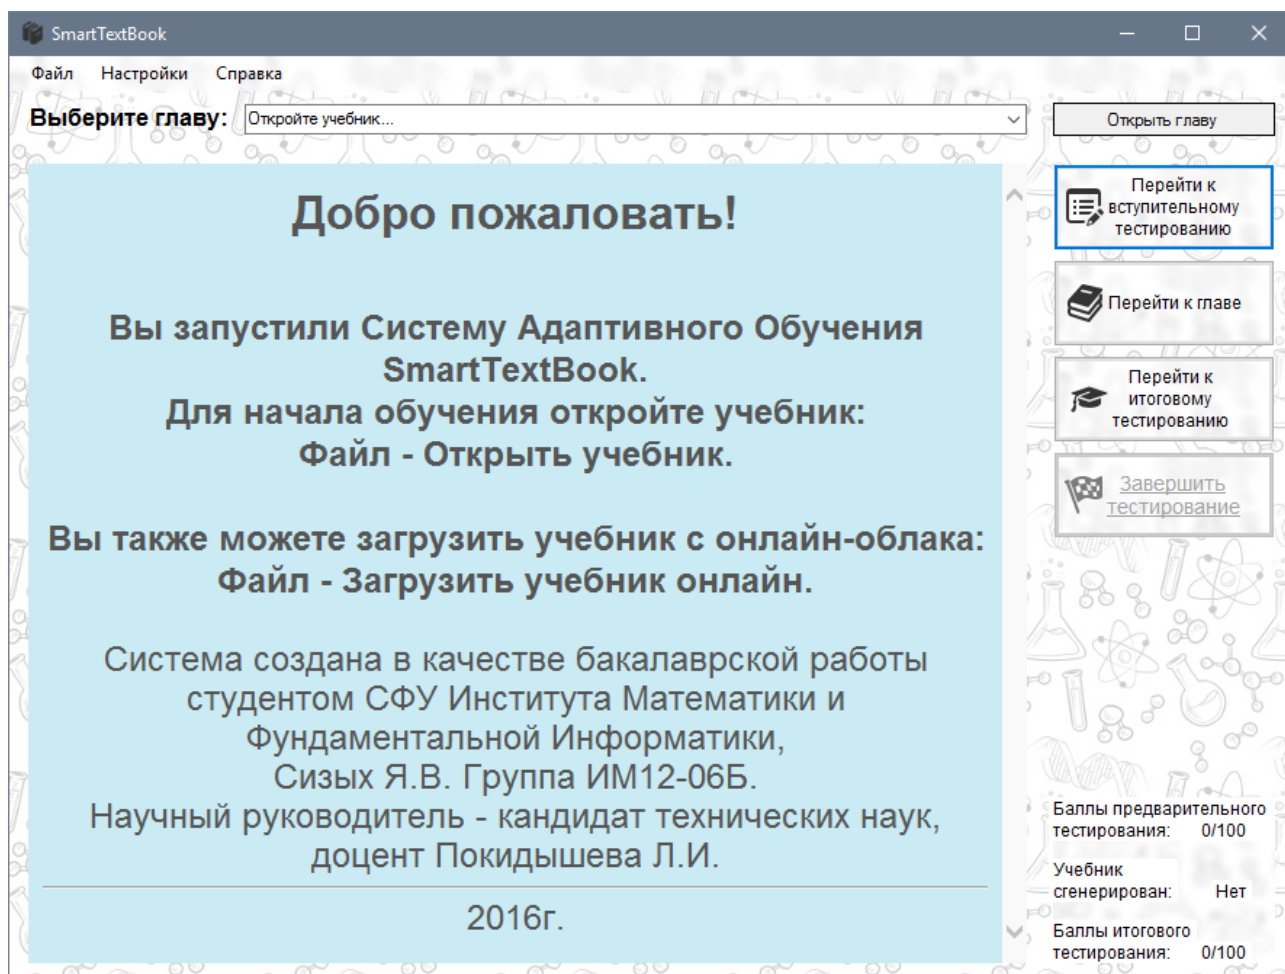 SmartTextBook
Файл Настройки Справка
Выберите главу: Откройте учебник... Открыть главу
Добро пожаловать!
Вы запустили Систему Адаптивного Обучения
SmartTextBook.
Для начала обучения откройте учебник:
Файл - Открыть учебник.
Вы также можете загрузить учебник с онлайн-облака:
Файл - Загрузить учебник онлайн.
Система создана в качестве бакалаврской работы
студентом СФУ Института Математики и
Фундаментальной Информатики,
Сизых Я.В. Группа ИМ12-06Б.
Научный руководитель - кандидат технических наук,
доцент Покидышева Л.И.
2016г.
Перейти к
вступительному
тестированию
Перейти к главе
Перейти к
итоговому
тестированию
Завершить
тестирование
Баллы предварительного
тестирования: 0/100
Учебник
сгенерирован: Нет
Баллы итогового
тестирования: 0/100